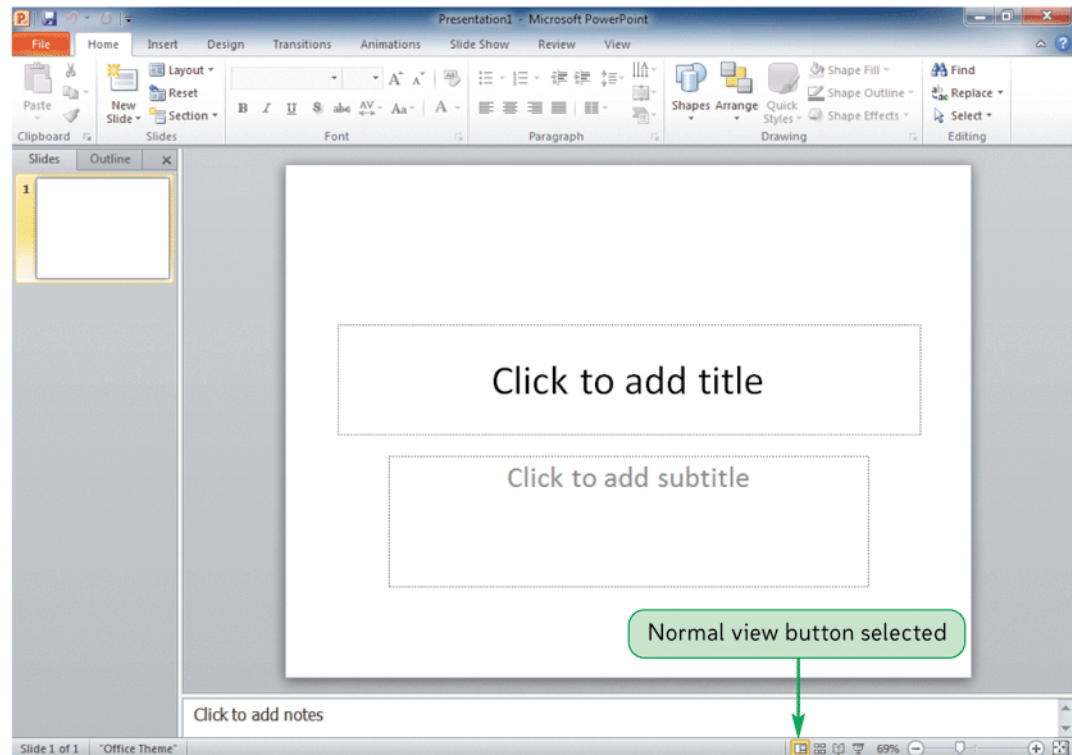 Presentation1 - Microsoft PowerPoint
File Home Insert Design Transitions Animations Slide Show Review View
Paste
New Slide
Layout
Reset
Section
B I U S abc AV Aa A
Shapes Arrange Quick Styles
Shape Fill
Shape Outline
Shape Effects
Find
Replace
Select
Clipboard Slides Font Paragraph Drawing Editing
Slides Outline
1
Click to add title
Click to add subtitle
Normal view button selected
Click to add notes
Slide 1 of 1 "Office Theme" 69%